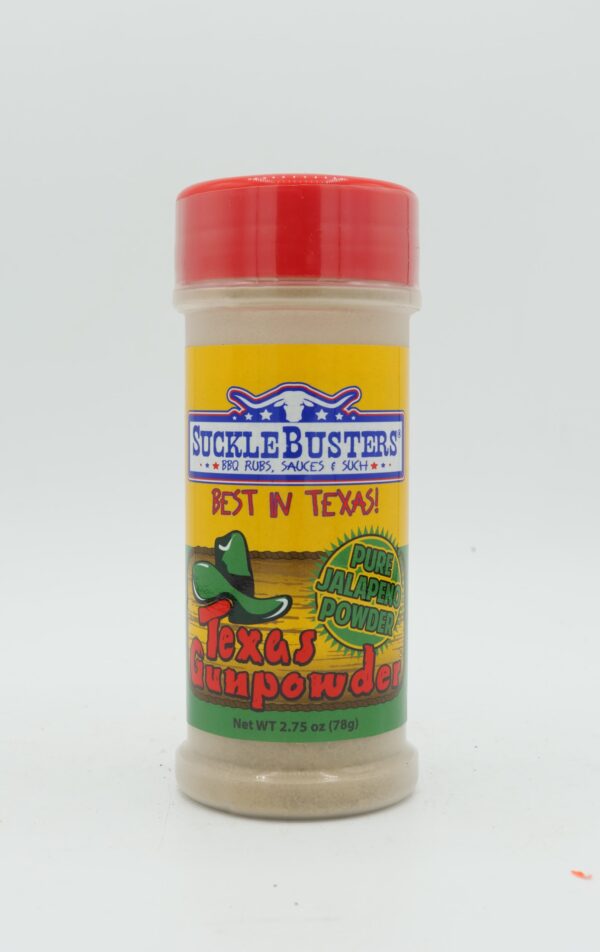 SUCKLEBUSTERS®
BBQ RUBS, SAUCES & SUCH
BEST IN TEXAS!
PURE
JALAPENO
POWDER
Texas
Gunpowder
Net WT 2.75 oz (78g)